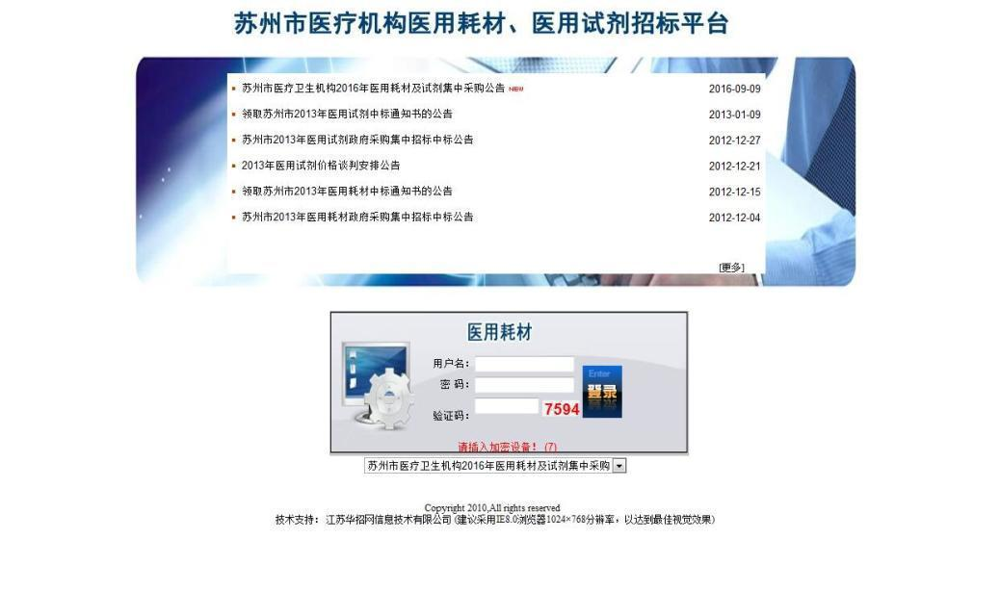 苏州市医疗机构医用耗材、医用试剂招标平台
苏州市医疗卫生机构2016年医用耗材及试剂集中采购公告 NEW 2016-09-09
领取苏州市2013年医用试剂中标通知书的公告 2013-01-09
苏州市2013年医用试剂政府采购集中招标中标公告 2012-12-27
2013年医用试剂价格谈判安排公告 2012-12-21
领取苏州市2013年医用耗材中标通知书的公告 2012-12-15
苏州市2013年医用耗材政府采购集中招标中标公告 2012-12-04
[更多]
医用耗材
用户名：
密 码：
Enter
登录
验证码： 7594
请插入加密设备！ (7)
苏州市医疗卫生机构2016年医用耗材及试剂集中采购
Copyright 2010,All rights reserved
技术支持： 江苏华招网信息技术有限公司 (建议采用IE8.0浏览器1024×768分辨率，以达到最佳视觉效果)